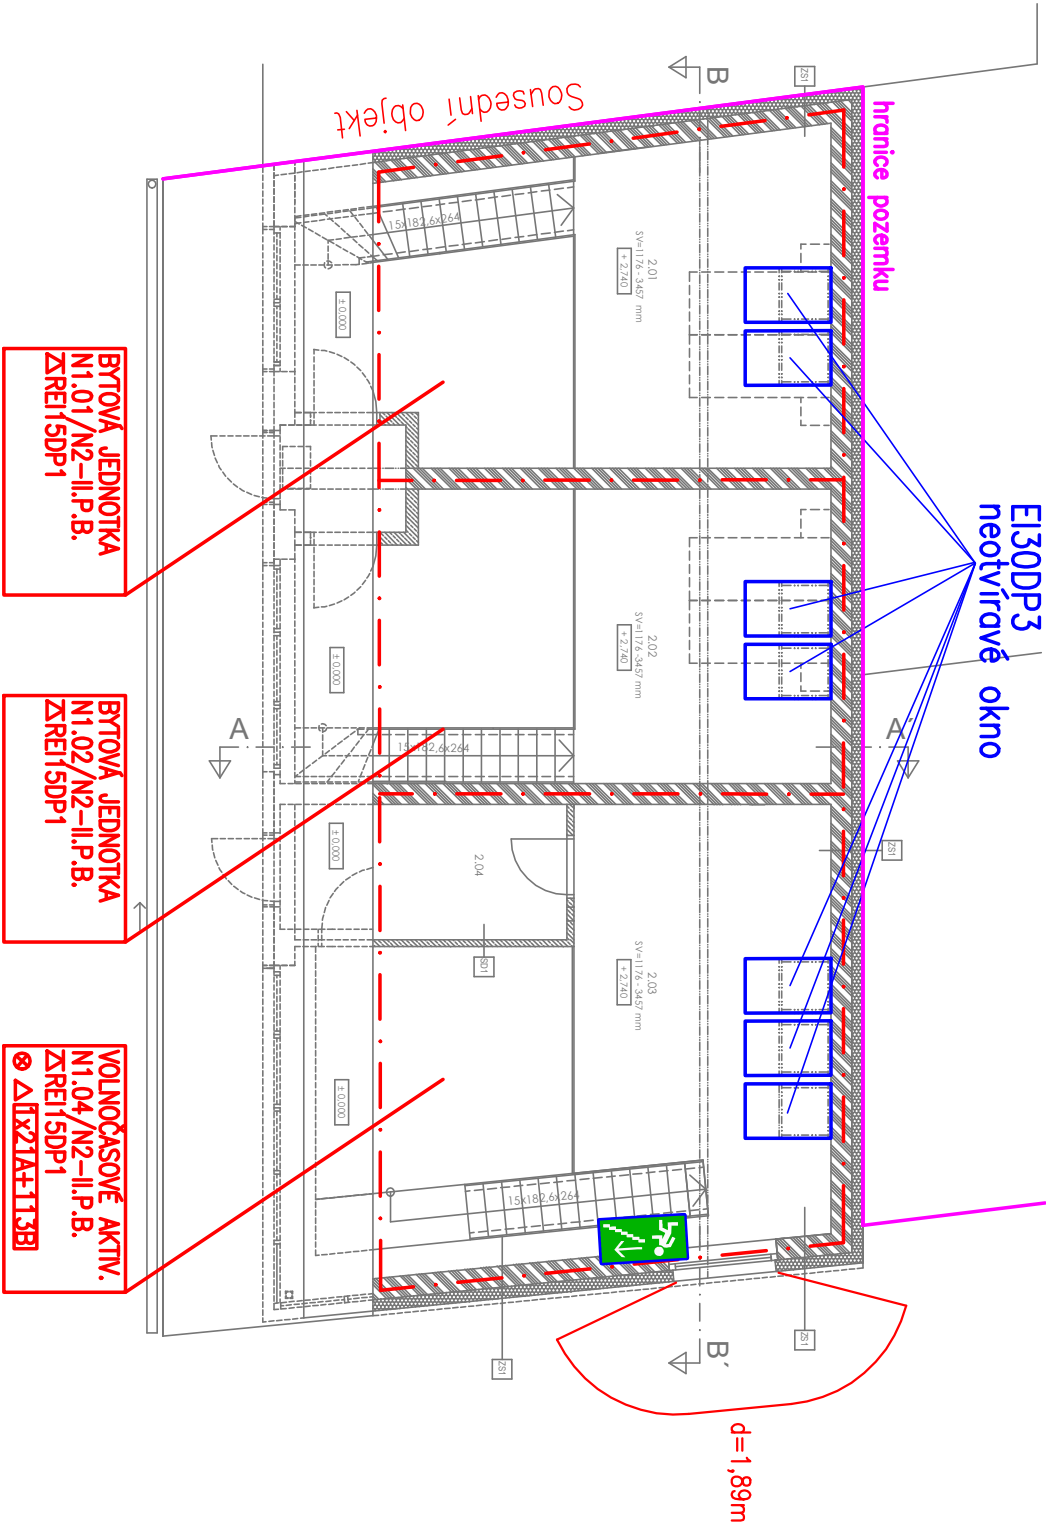 EI30DP3
neotvíravé okno
hranice pozemku
Sousední objekt
B
ZS1
15x182,6x264
2.01
SV=1176 - 3457 mm
+ 2,740
± 0,000
2.02
SV=1176 -3457 mm
+ 2,740
± 0,000
A
A´
15x182,6x264
ZS1
± 0,000
2.04
SD1
2.03
SV=1176 - 3457 mm
+ 2,740
± 0,000
15x182,6x264
ZS1
ZS1
B´
d=1,89m
BYTOVÁ JEDNOTKA
N1.01/N2-II.P.B.
REI15DP1
BYTOVÁ JEDNOTKA
N1.02/N2-II.P.B.
REI15DP1
VOLNOČASOVÉ AKTIV.
N1.04/N2-II.P.B.
REI15DP1
1x21A+113B